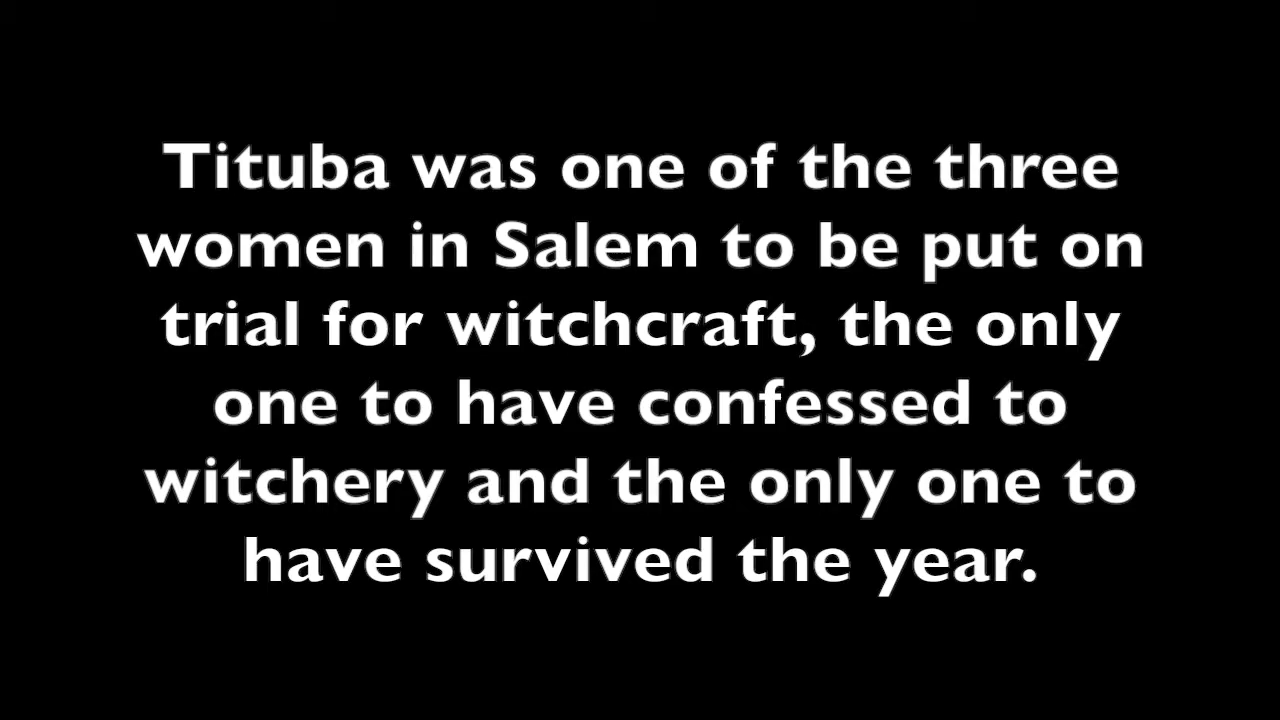 Tituba was one of the three
women in Salem to be put on
trial for witchcraft, the only
one to have confessed to
witchery and the only one to
have survived the year.